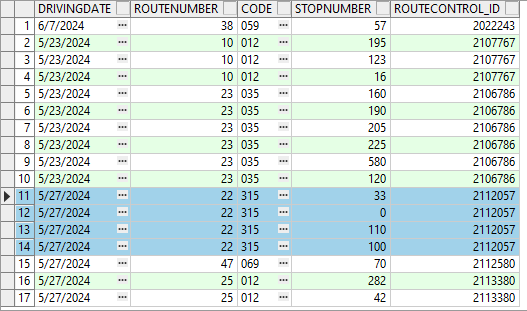 DRIVINGDATE ROUTENUMBER CODE STOPNUMBER ROUTECONTROL_ID
1 6/7/2024 ... 38 059 ... 57 2022243
2 5/23/2024 ... 10 012 ... 195 2107767
3 5/23/2024 ... 10 012 ... 123 2107767
4 5/23/2024 ... 10 012 ... 16 2107767
5 5/23/2024 ... 23 035 ... 160 2106786
6 5/23/2024 ... 23 035 ... 190 2106786
7 5/23/2024 ... 23 035 ... 205 2106786
8 5/23/2024 ... 23 035 ... 225 2106786
9 5/23/2024 ... 23 035 ... 580 2106786
10 5/23/2024 ... 23 035 ... 120 2106786
11 5/27/2024 ... 22 315 ... 33 2112057
12 5/27/2024 ... 22 315 ... 0 2112057
13 5/27/2024 ... 22 315 ... 110 2112057
14 5/27/2024 ... 22 315 ... 100 2112057
15 5/27/2024 ... 47 069 ... 70 2112580
16 5/27/2024 ... 25 012 ... 282 2113380
17 5/27/2024 ... 25 012 ... 42 2113380